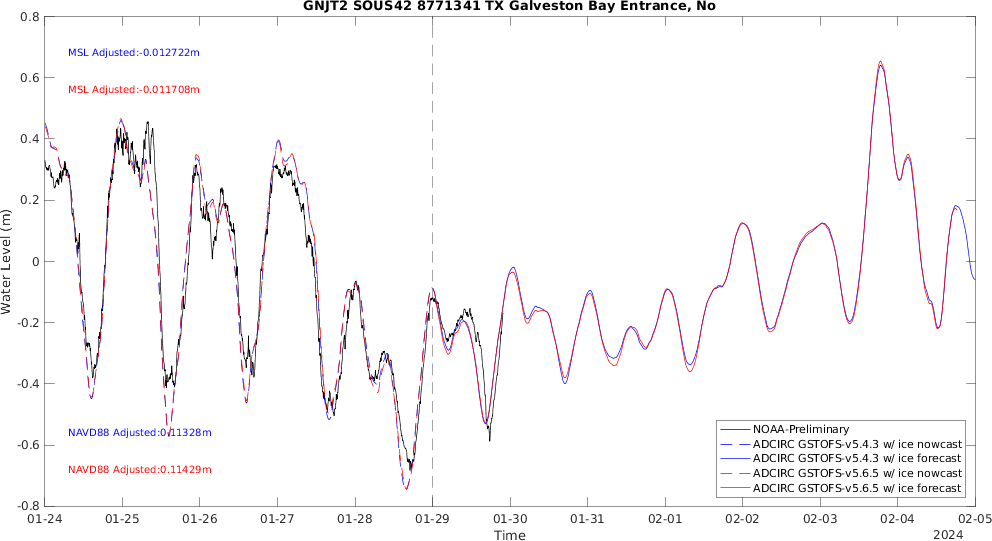 GNJT2 SOUS42 8771341 TX Galveston Bay Entrance, No
MSL Adjusted:-0.012722m
MSL Adjusted:-0.011708m
NAVD88 Adjusted:0.11328m
NAVD88 Adjusted:0.11429m
Water Level (m)
0.8
0.6
0.4
0.2
0
-0.2
-0.4
-0.6
-0.8
NOAA-Preliminary
ADCIRC GSTOFS-v5.4.3 w/ ice nowcast
ADCIRC GSTOFS-v5.4.3 w/ ice forecast
ADCIRC GSTOFS-v5.6.5 w/ ice nowcast
ADCIRC GSTOFS-v5.6.5 w/ ice forecast
01-24 01-25 01-26 01-27 01-28 01-29 01-30 01-31 02-01 02-02 02-03 02-04 02-05
Time
2024